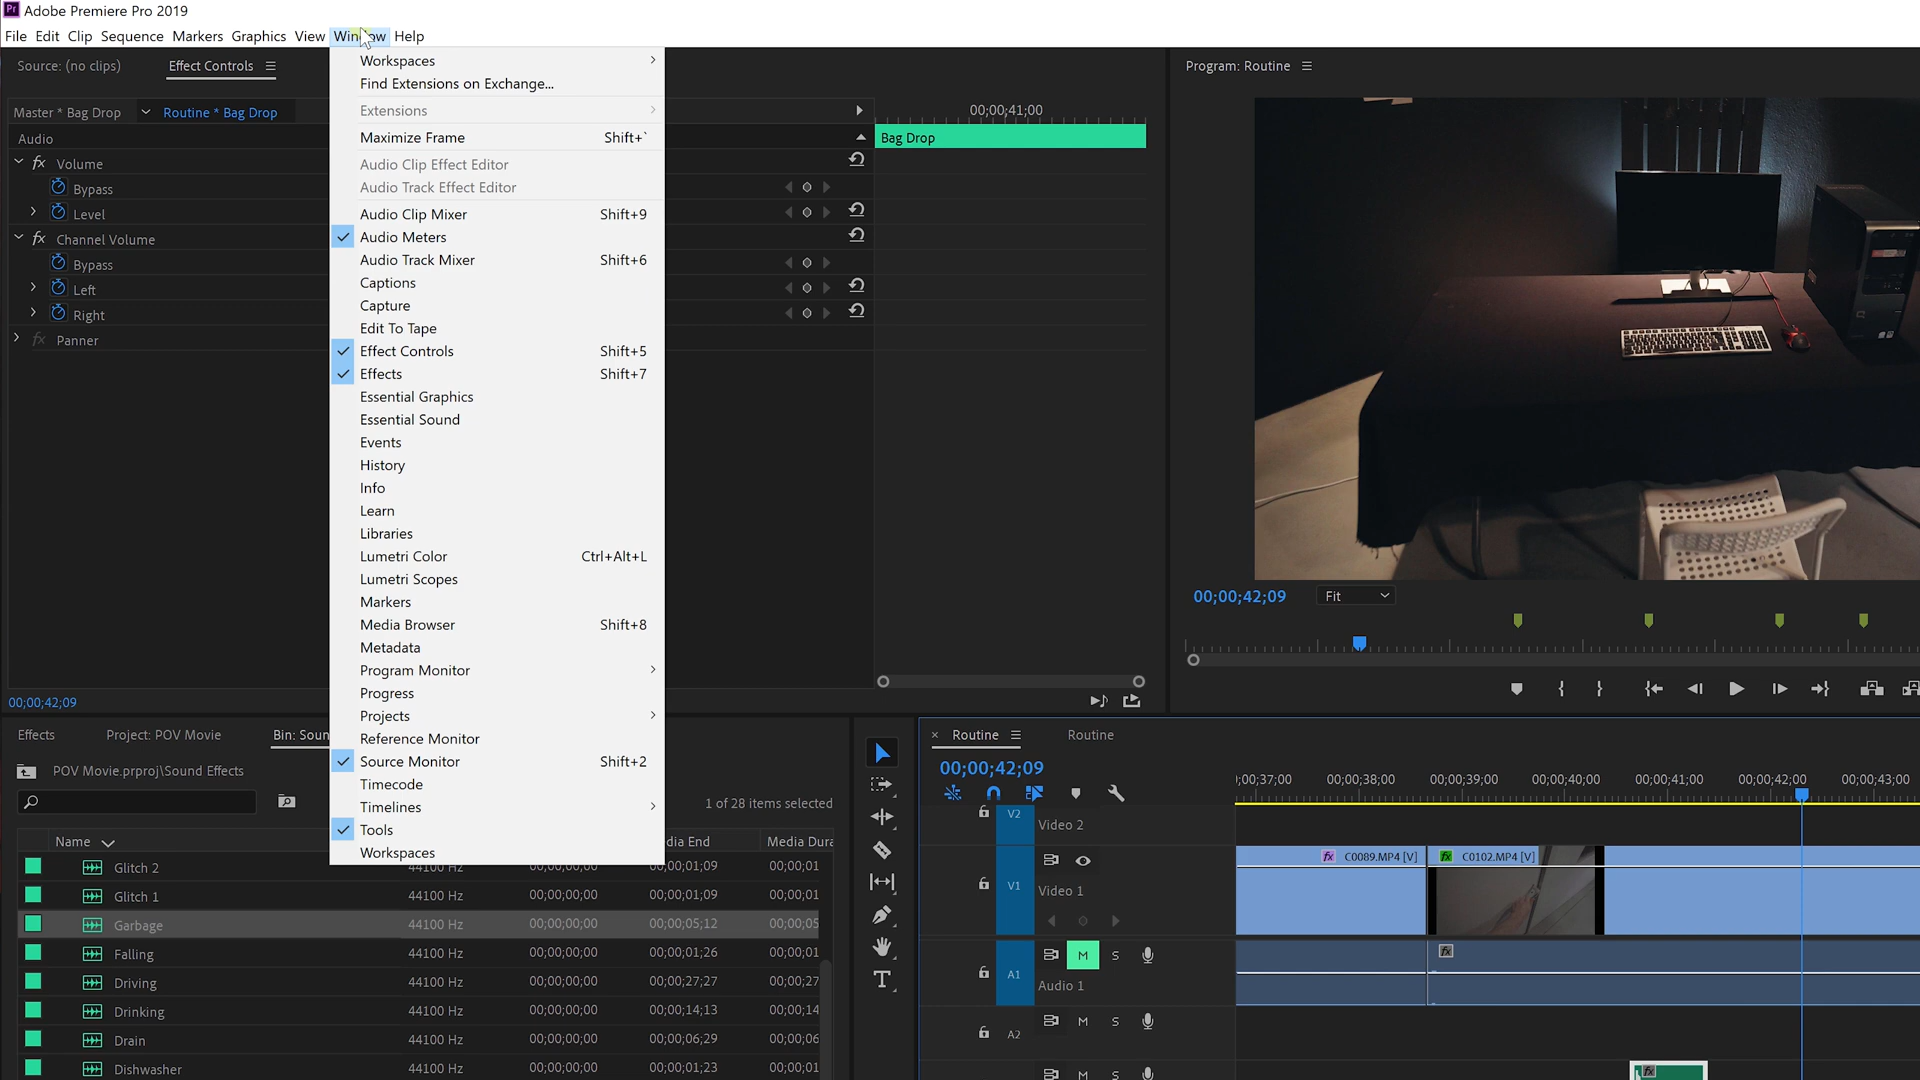 Adobe Premiere Pro 2019
File Edit Clip Sequence Markers Graphics View Window Help
Source: (no clips)
Effect Controls
Master * Bag Drop
Routine * Bag Drop
Audio
fx Volume
Bypass
Level
fx Channel Volume
Bypass
Left
Right
fx Panner
00;00;42;09
Workspaces
Find Extensions on Exchange...
Extensions
Maximize Frame Shift+`
Audio Clip Effect Editor
Audio Track Effect Editor
Audio Clip Mixer Shift+9
Audio Meters
Audio Track Mixer Shift+6
Captions
Capture
Edit To Tape
Effect Controls Shift+5
Effects Shift+7
Essential Graphics
Essential Sound
Events
History
Info
Learn
Libraries
Lumetri Color Ctrl+Alt+L
Lumetri Scopes
Markers
Media Browser Shift+8
Metadata
Program Monitor
Progress
Projects
Reference Monitor
Source Monitor Shift+2
Timecode
Timelines
Tools
Workspaces
00;00;41;00
Bag Drop
Program: Routine
00;00;42;09
Fit
Effects
Project: POV Movie
Bin: Soun
POV Movie.prproj\Sound Effects
1 of 28 items selected
Name dia End Media Dura
Glitch 2 44100 Hz 00;00;00;00 00;00;01;09 00;00;01
Glitch 1 44100 Hz 00;00;00;00 00;00;01;09 00;00;01
Garbage 44100 Hz 00;00;00;00 00;00;05;12 00;00;05
Falling 44100 Hz 00;00;00;00 00;00;01;26 00;00;01
Driving 44100 Hz 00;00;00;00 00;00;27;27 00;00;27
Drinking 44100 Hz 00;00;00;00 00;00;14;13 00;00;14
Drain 44100 Hz 00;00;00;00 00;00;06;29 00;00;06
Dishwasher 44100 Hz 00;00;00;00 00;00;01;23 00;00;01
× Routine
Routine
00;00;42;09
0;00;37;00 00;00;38;00 00;00;39;00 00;00;40;00 00;00;41;00 00;00;42;00 00;00;43;00
V2 Video 2
fx C0089.MP4 [V] fx C0102.MP4 [V]
V1 Video 1
A1 M S
fx
Audio 1
A2 M S
M S
fx